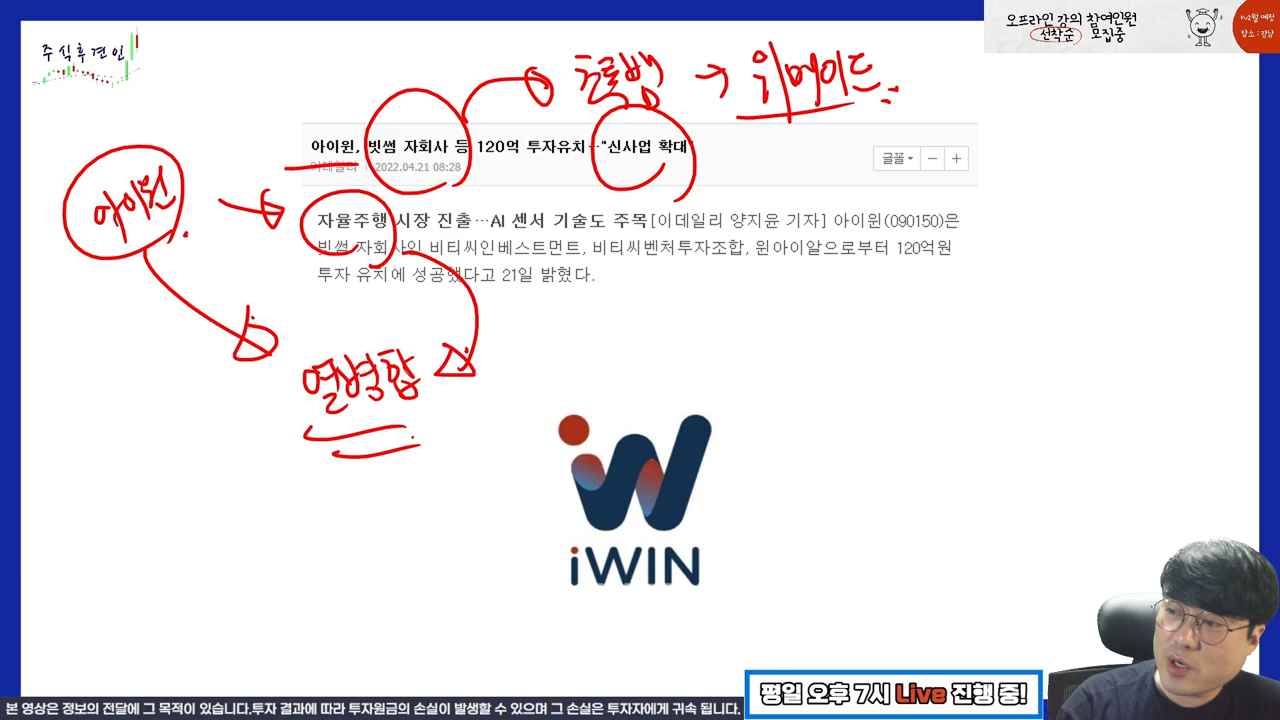 주식후견인
오프라인 강의 참여인원
선착순 모집중
장소 : 강남
초록뱀 → 위메이드
아이윈, 빗썸 자회사 등 120억 투자유치…"신사업 확대"
이데일리 2022.04.21 08:28
글꼴 − +
아이윈
자율주행 시장 진출…AI 센서 기술도 주목[이데일리 양지윤 기자] 아이윈(090150)은
빗썸 자회사인 비티씨인베스트먼트, 비티씨벤처투자조합, 윈아이알으로부터 120억원
투자 유치에 성공했다고 21일 밝혔다.
iWIN
평일 오후 7시 Live 진행 중!
본 영상은 정보의 전달에 그 목적이 있습니다.투자 결과에 따라 투자원금의 손실이 발생할 수 있으며 그 손실은 투자자에게 귀속 됩니다.